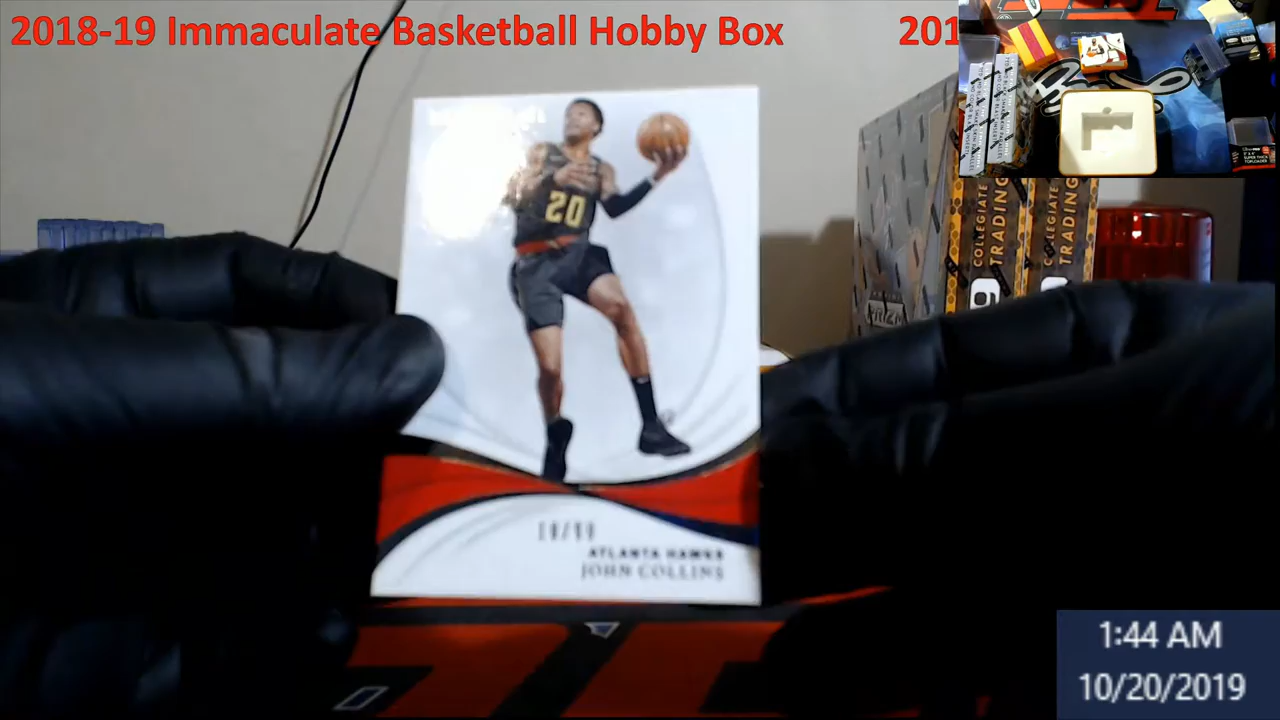 2018-19 Immaculate Basketball Hobby Box 201
20
COLLEGIATE
TRADING
COLLEGIATE
TRADING
PRIZM
ATLANTA HAWKS
JOHN COLLINS
1:44 AM
10/20/2019